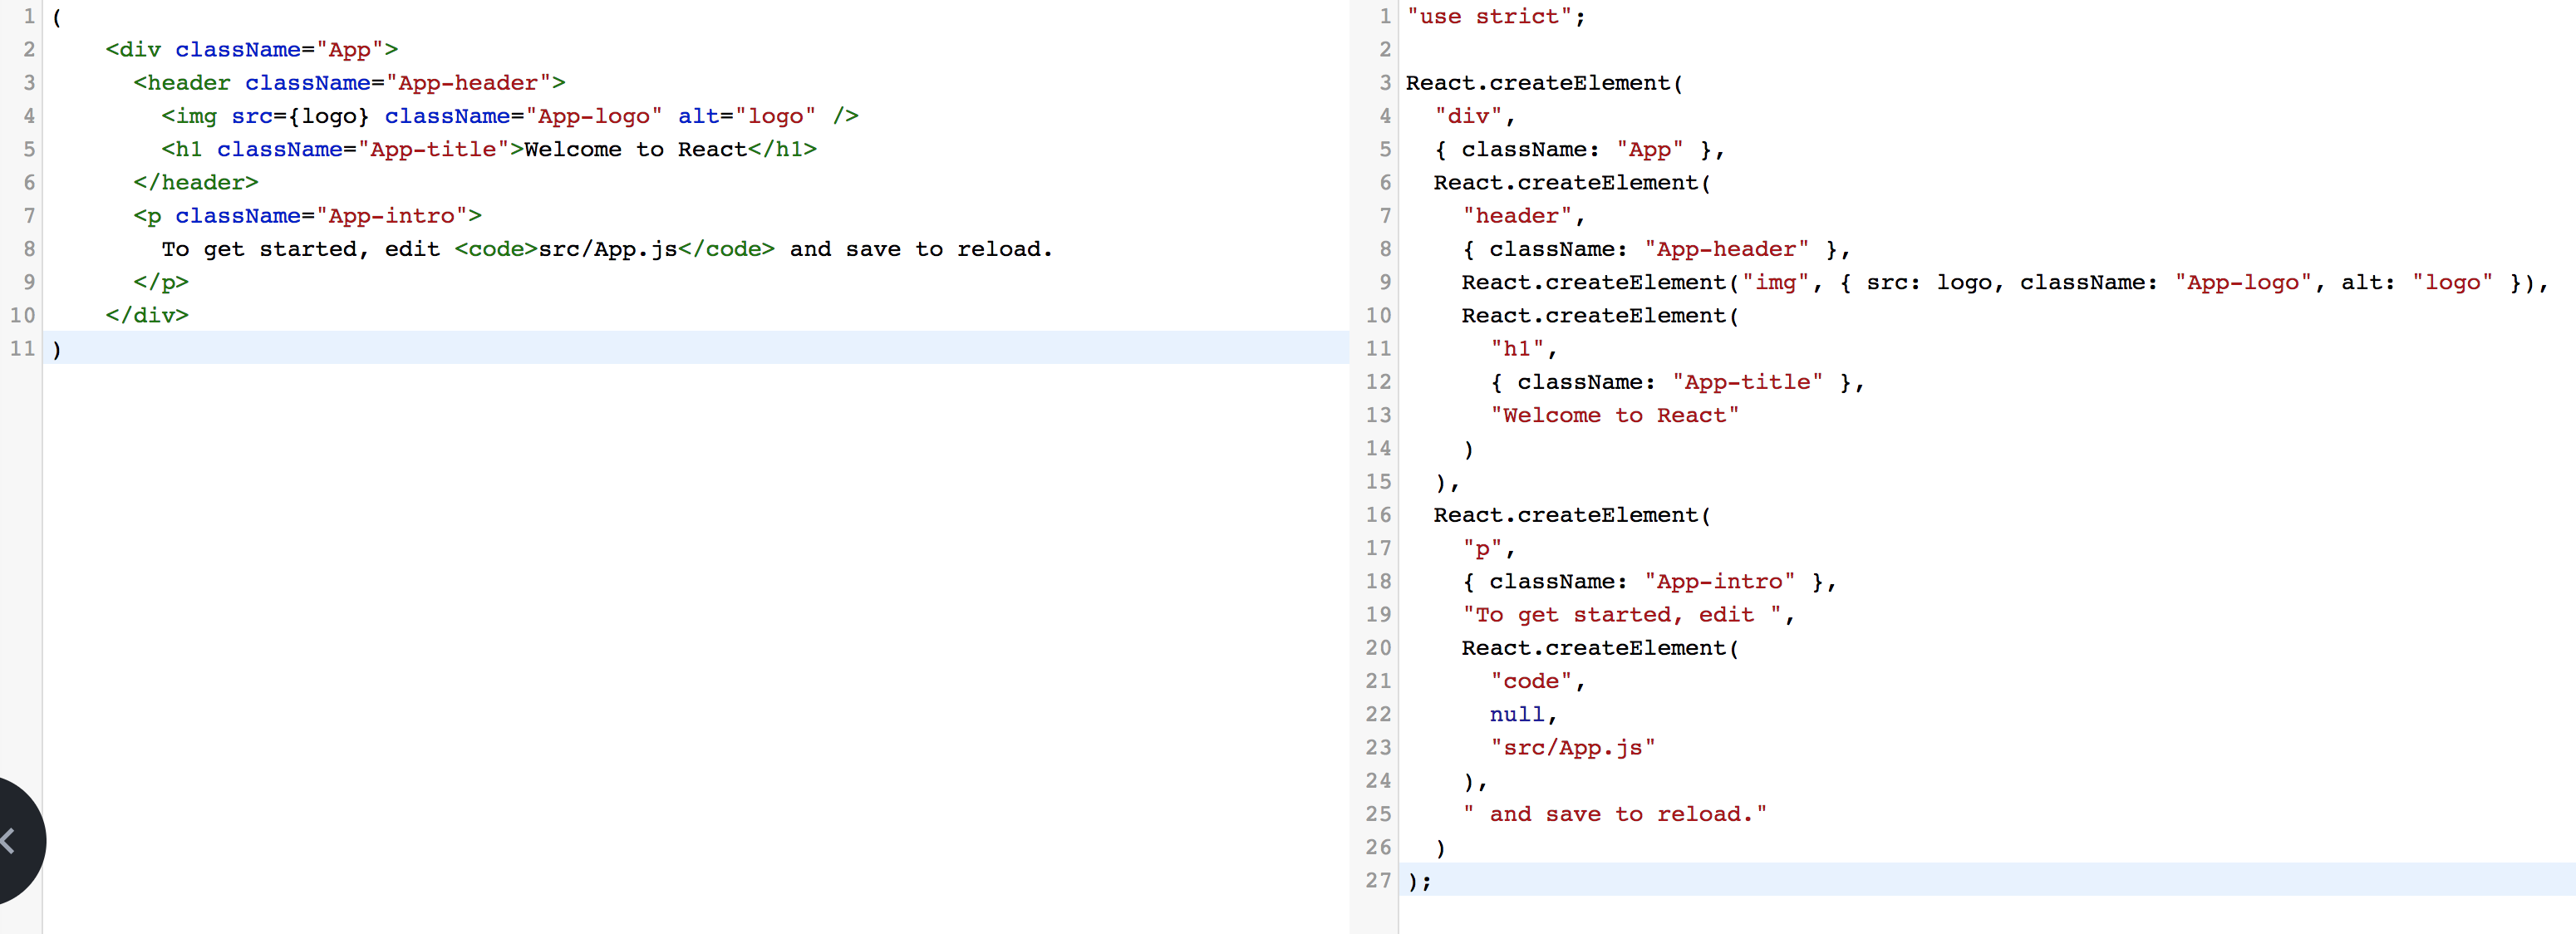 1 (
2     <div className="App">
3       <header className="App-header">
4         <img src={logo} className="App-logo" alt="logo" />
5         <h1 className="App-title">Welcome to React</h1>
6       </header>
7       <p className="App-intro">
8         To get started, edit <code>src/App.js</code> and save to reload.
9       </p>
10     </div>
11 )
1 "use strict";
2
3 React.createElement(
4   "div",
5   { className: "App" },
6   React.createElement(
7     "header",
8     { className: "App-header" },
9     React.createElement("img", { src: logo, className: "App-logo", alt: "logo" }),
10     React.createElement(
11       "h1",
12       { className: "App-title" },
13       "Welcome to React"
14     )
15   ),
16   React.createElement(
17     "p",
18     { className: "App-intro" },
19     "To get started, edit ",
20     React.createElement(
21       "code",
22       null,
23       "src/App.js"
24     ),
25     " and save to reload."
26   )
27 );